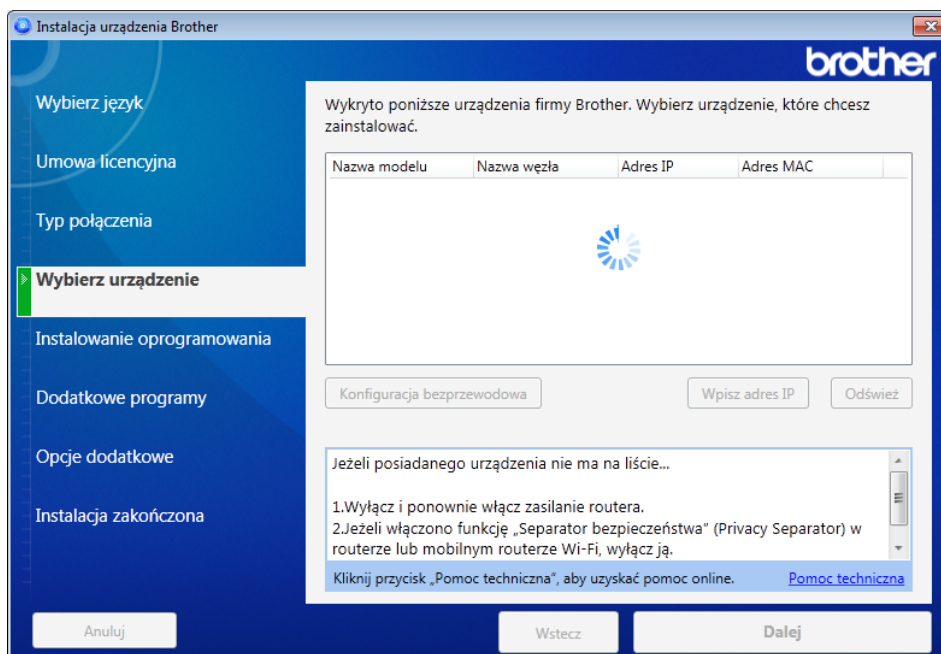 Instalacja urządzenia Brother
brother
Wybierz język
Umowa licencyjna
Typ połączenia
Wybierz urządzenie
Instalowanie oprogramowania
Dodatkowe programy
Opcje dodatkowe
Instalacja zakończona
Wykryto poniższe urządzenia firmy Brother. Wybierz urządzenie, które chcesz
zainstalować.
Nazwa modelu Nazwa węzła Adres IP Adres MAC
Konfiguracja bezprzewodowa Wpisz adres IP Odśwież
Jeżeli posiadanego urządzenia nie ma na liście...
1.Wyłącz i ponownie włącz zasilanie routera.
2.Jeżeli włączono funkcję „Separator bezpieczeństwa” (Privacy Separator) w
routerze lub mobilnym routerze Wi-Fi, wyłącz ją.
Kliknij przycisk „Pomoc techniczna”, aby uzyskać pomoc online. Pomoc techniczna
Anuluj Wstecz Dalej